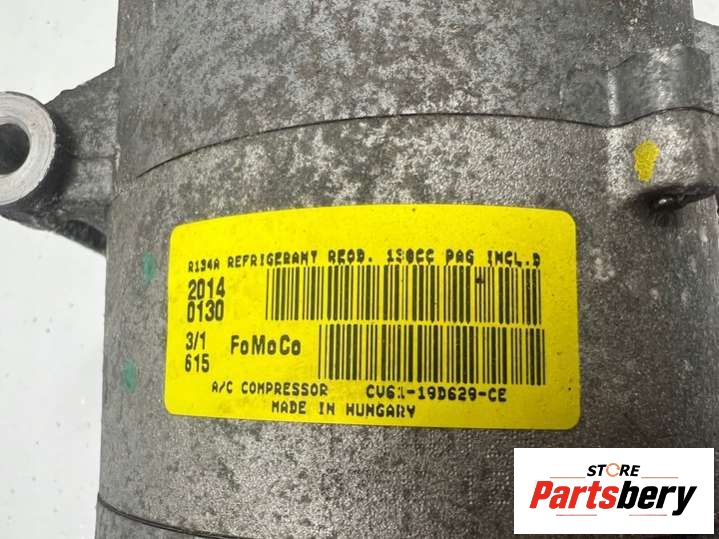 R134A REFRIGERANT REQD. 130CC PAG INCL.D
2014
0130
3/1
615
FoMoCo
A/C COMPRESSOR CV61-19D629-CE
MADE IN HUNGARY
STORE
Partsbery